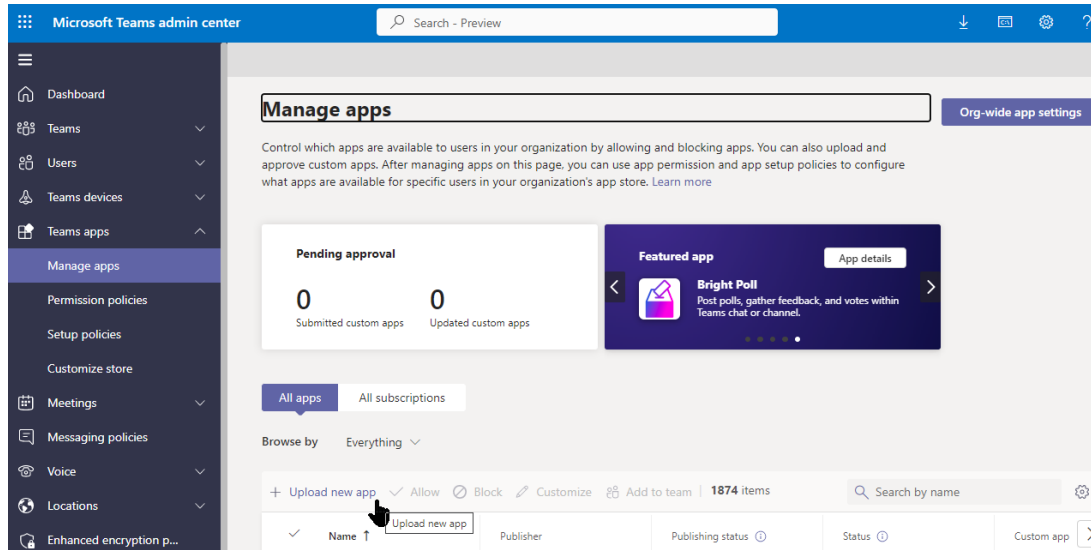 Microsoft Teams admin center
Search - Preview
?
Dashboard
Teams
Users
Teams devices
Teams apps
Manage apps
Permission policies
Setup policies
Customize store
Meetings
Messaging policies
Voice
Locations
Enhanced encryption p...
Manage apps
Org-wide app settings
Control which apps are available to users in your organization by allowing and blocking apps. You can also upload and
approve custom apps. After managing apps on this page, you can use app permission and app setup policies to configure
what apps are available for specific users in your organization's app store. Learn more
Pending approval
0
Submitted custom apps
0
Updated custom apps
Featured app
App details
Bright Poll
Post polls, gather feedback, and votes within
Teams chat or channel.
All apps
All subscriptions
Browse by Everything
+ Upload new app Allow Block Customize Add to team | 1874 items Search by name
Upload new app
Name ↑ Publisher Publishing status Status Custom app